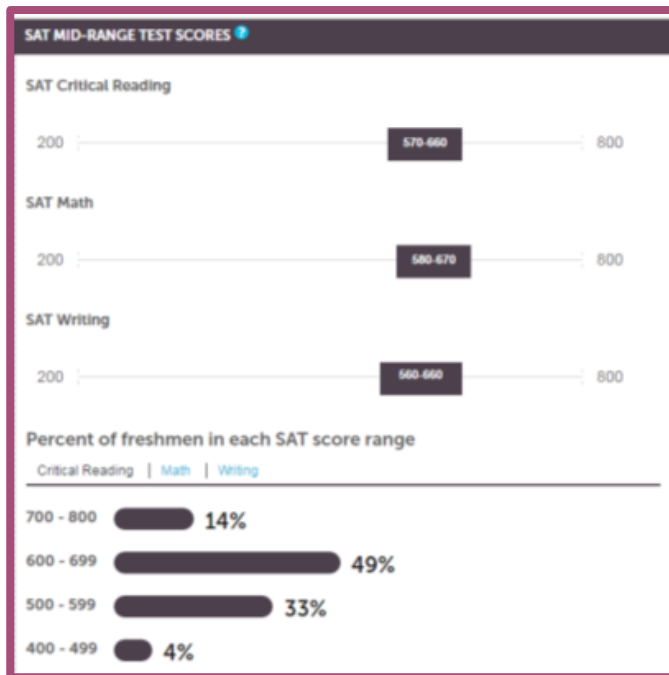 SAT MID-RANGE TEST SCORES ?
SAT Critical Reading
200 570-660 800
SAT Math
200 580-670 800
SAT Writing
200 560-660 800
Percent of freshmen in each SAT score range
Critical Reading | Math | Writing
700 - 800 14%
600 - 699 49%
500 - 599 33%
400 - 499 4%